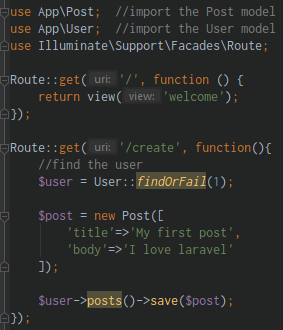 use App\Post;  //import the Post model
use App\User;  //import the User model
use Illuminate\Support\Facades\Route;
Route::get( uri: '/', function () {
    return view( view: 'welcome');
});
Route::get( uri: '/create', function(){
    //find the user
    $user = User::findOrFail(1);
    $post = new Post([
        'title'=>'My first post',
        'body'=>'I love laravel'
    ]);
    $user->posts()->save($post);
});